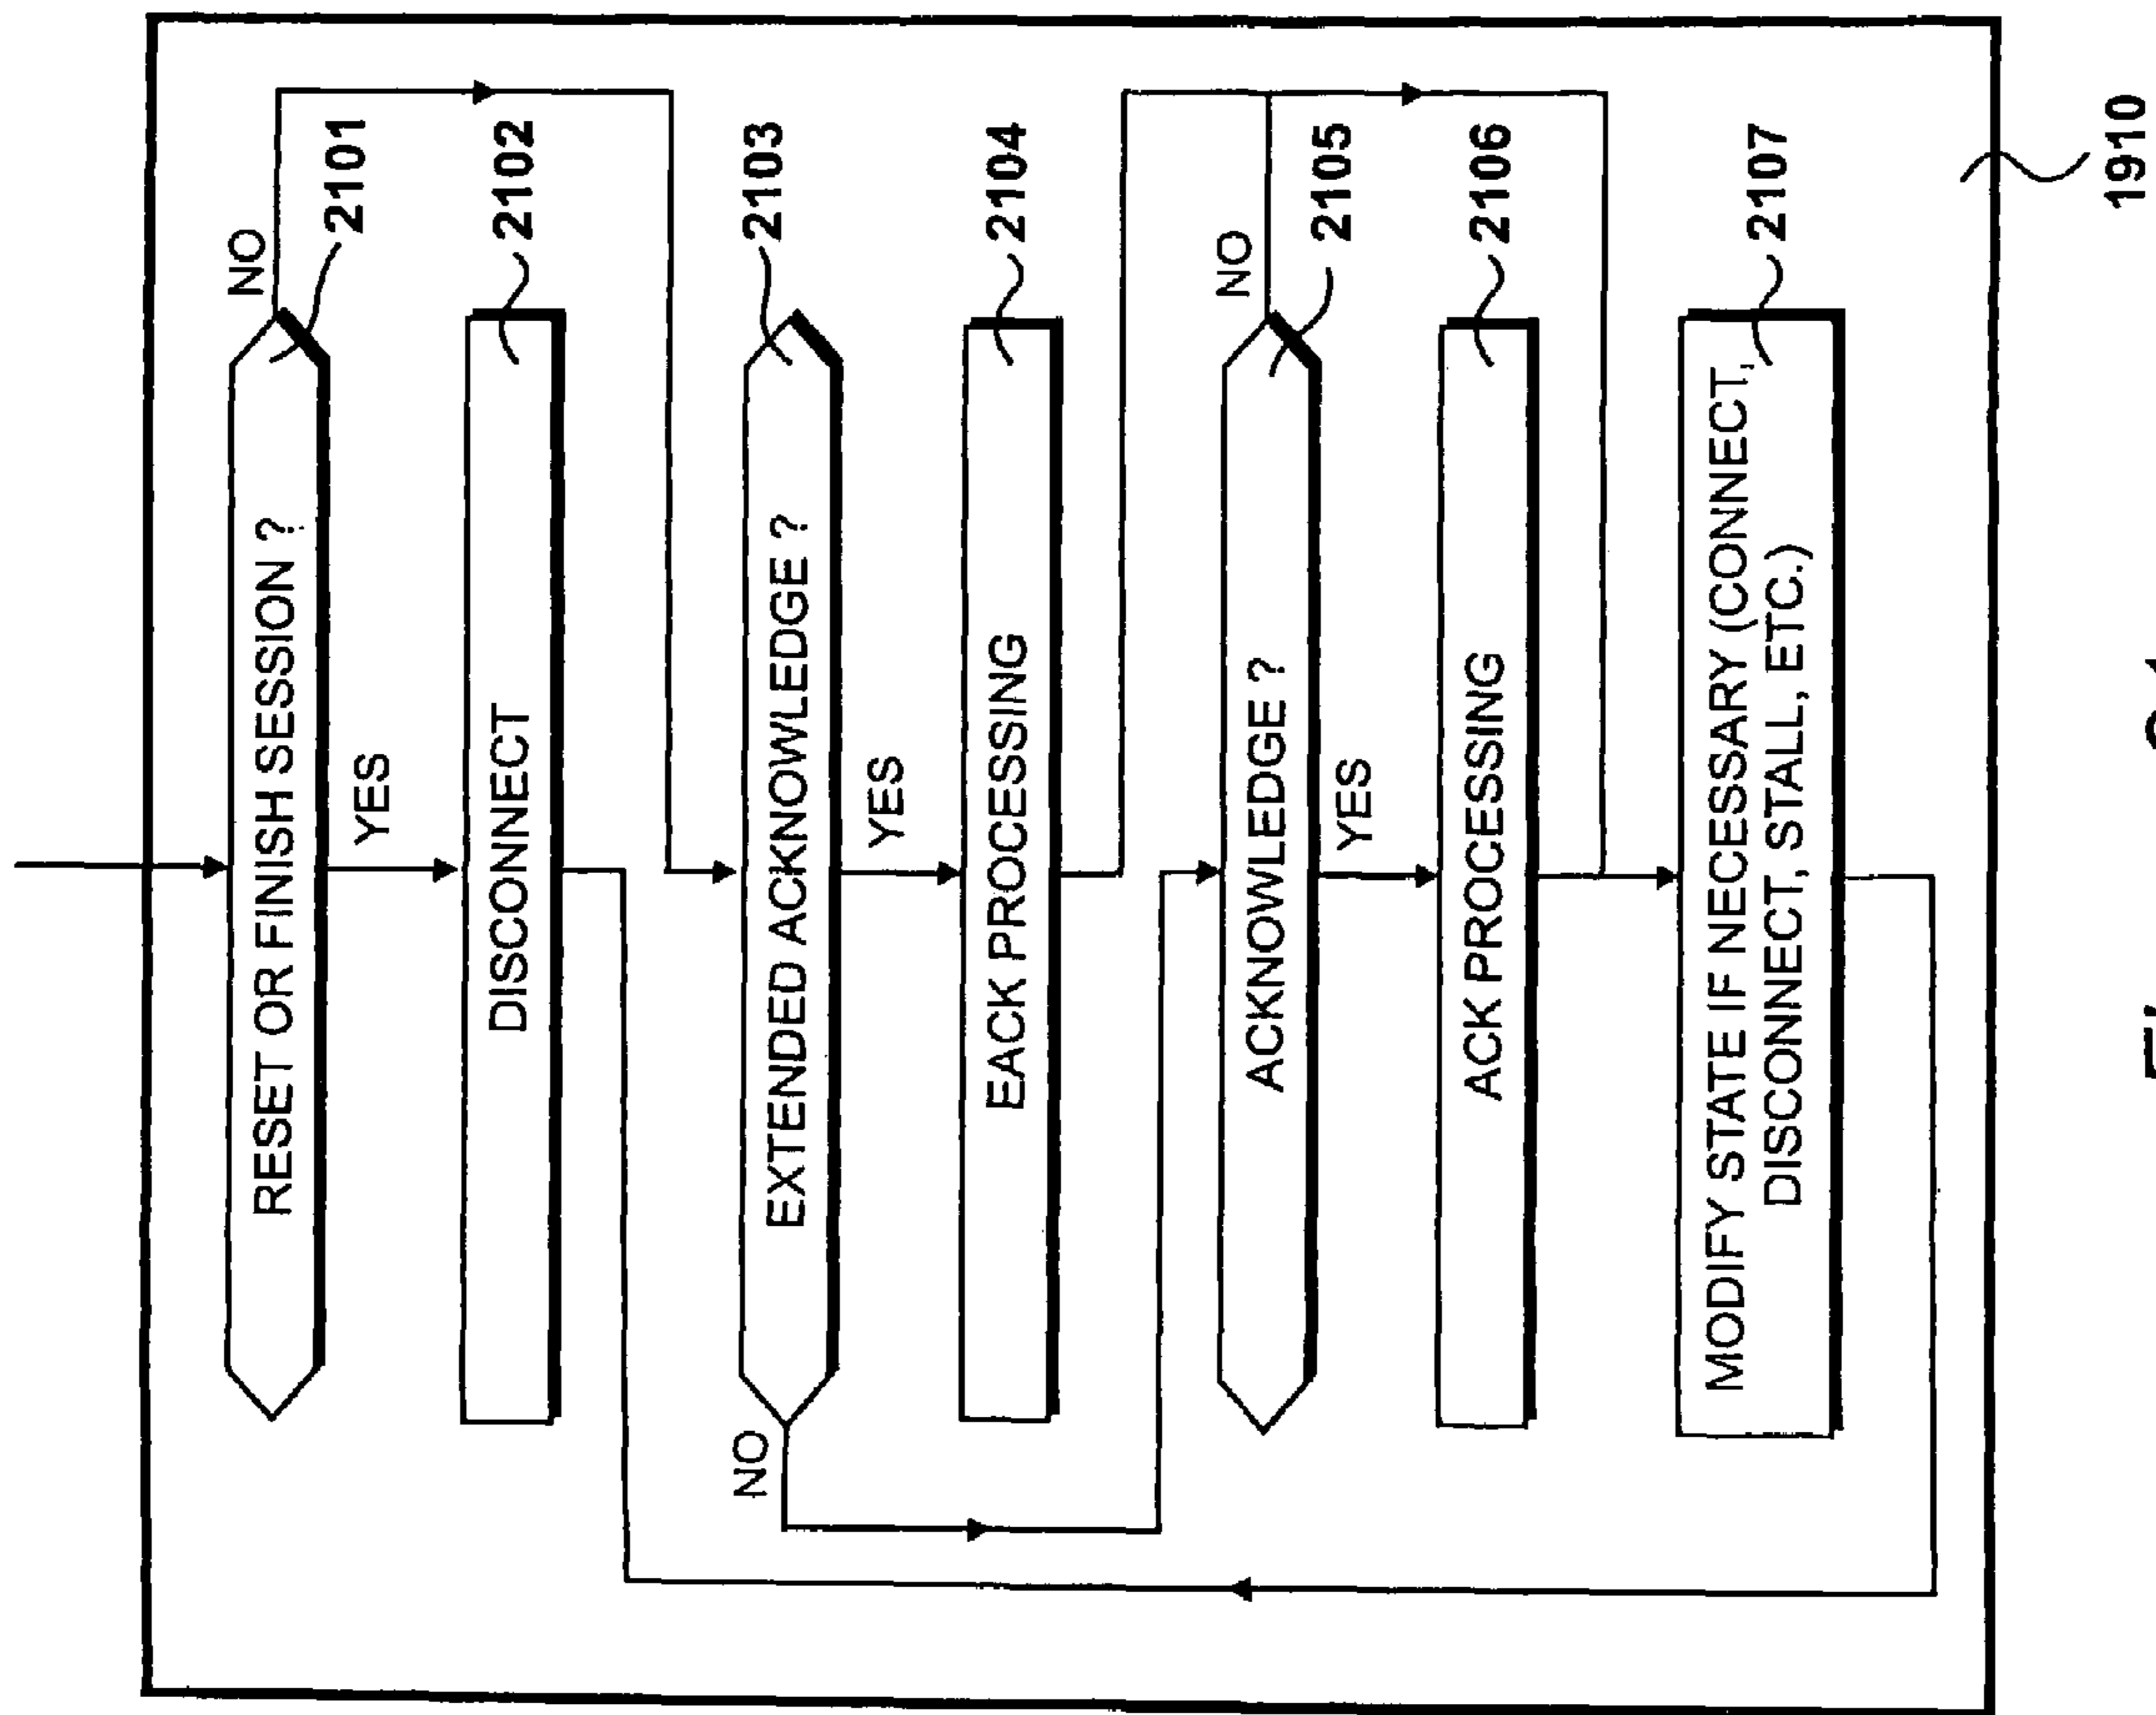 NO
2101
RESET OR FINISH SESSION ?
YES
2102
DISCONNECT
2103
EXTENDED ACKNOWLEDGE ?
NO
YES
2104
EACK PROCESSING
NO
2105
ACKNOWLEDGE ?
YES
2106
ACK PROCESSING
2107
MODIFY STATE IF NECESSARY (CONNECT,
DISCONNECT, STALL, ETC.)
1910